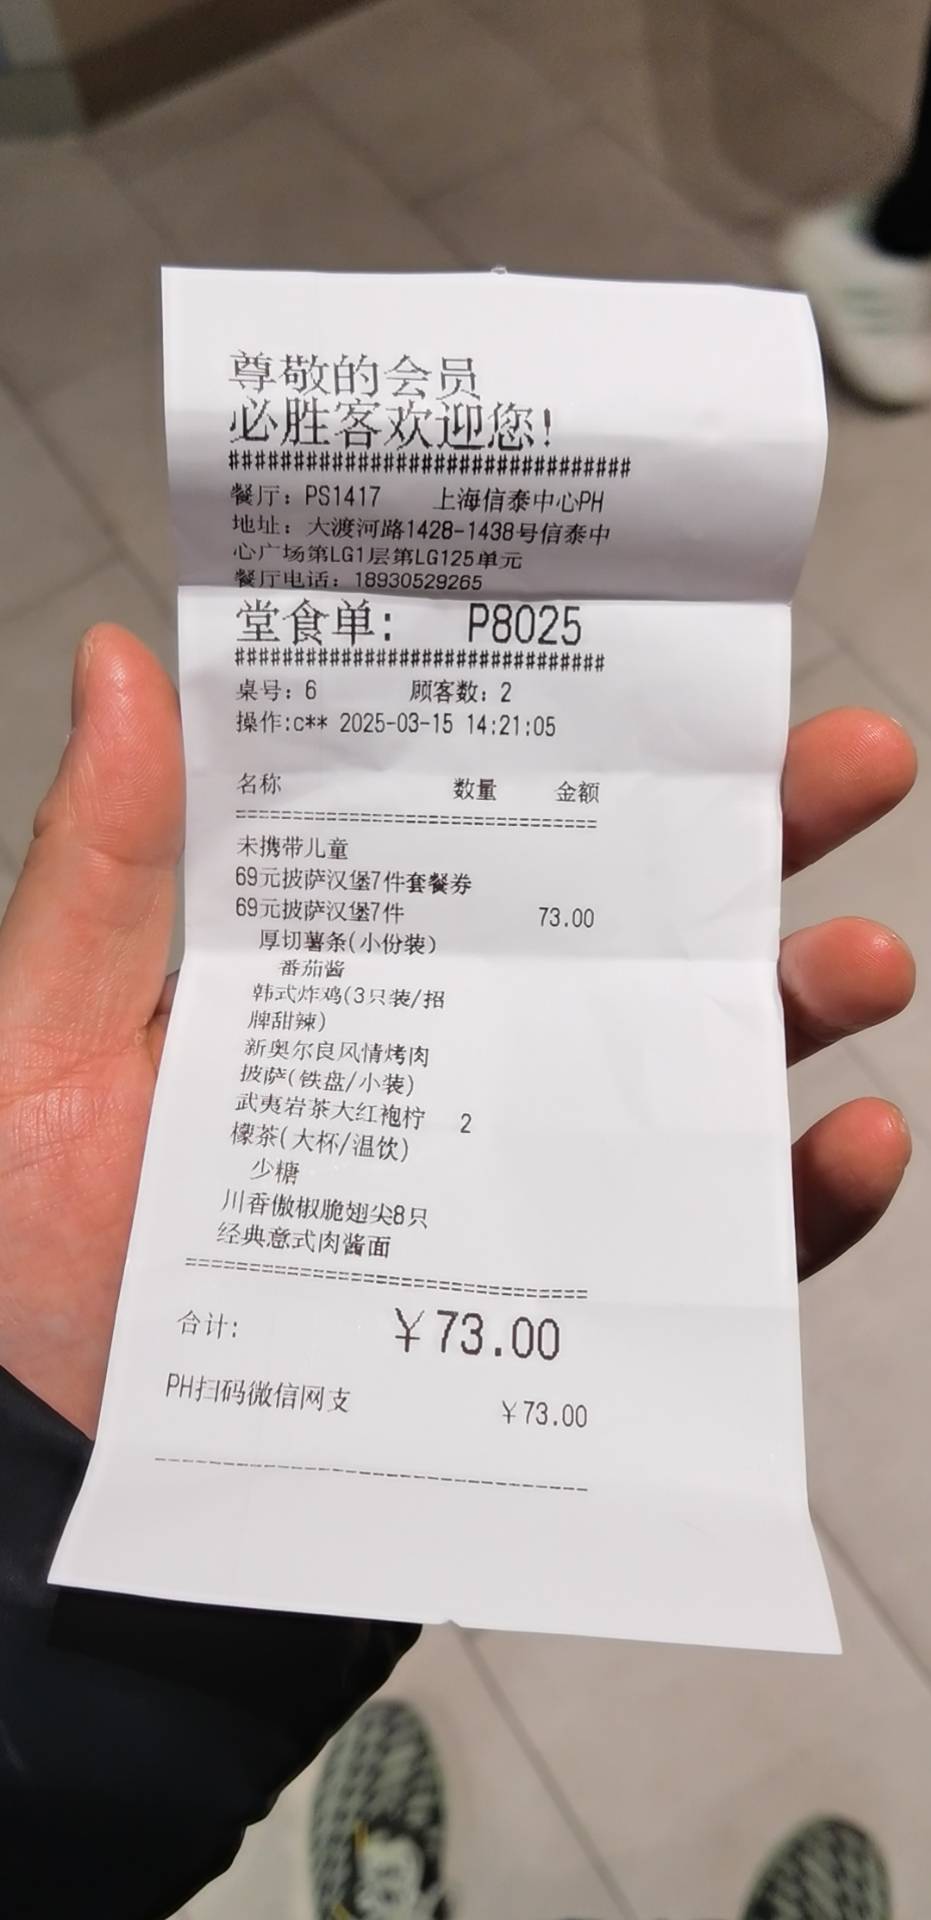 尊敬的会员
必胜客欢迎您!
################################
餐厅: PS1417 上海信泰中心PH
地址: 大渡河路1428-1438号信泰中
心广场第LG1层第LG125单元
餐厅电话: 18930529265
堂食单: P8025
################################
桌号: 6 顾客数: 2
操作:c** 2025-03-15 14:21:05
名称 数量 金额
================================
未携带儿童
69元披萨汉堡7件套餐券
69元披萨汉堡7件 73.00
厚切薯条(小份装)
番茄酱
韩式炸鸡(3只装/招
牌甜辣)
新奥尔良风情烤肉
披萨(铁盘/小装)
武夷岩茶大红袍柠 2
檬茶(大杯/温饮)
少糖
川香傲椒脆翅尖8只
经典意式肉酱面
================================
合计: ￥73.00
PH扫码微信网支 ￥73.00
--------------------------------